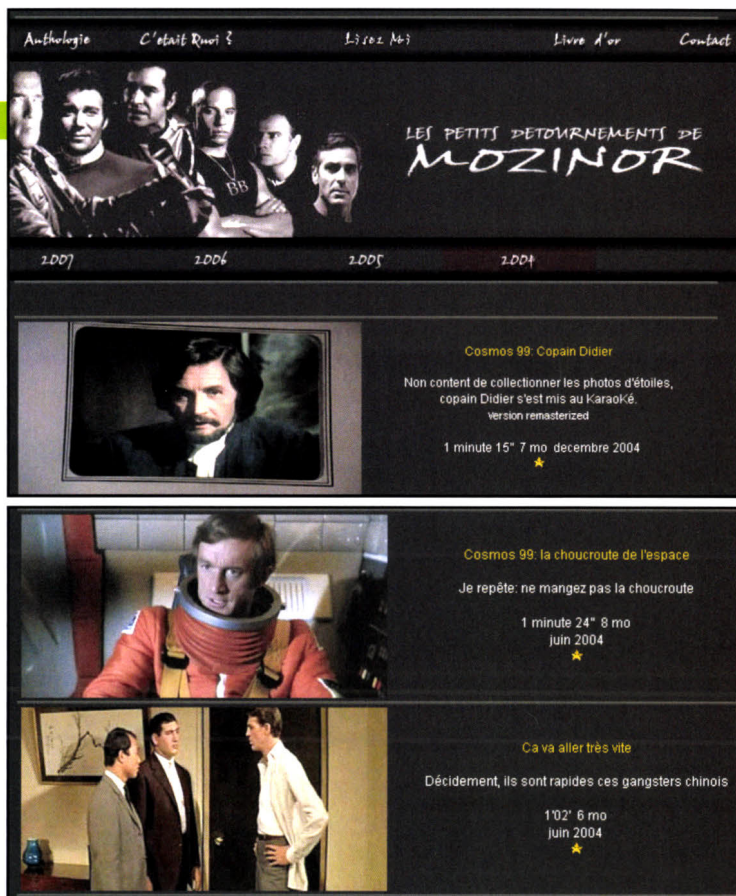 Anthologie C'etait Quoi ? Lisez Moi Livre d'or Contact
LES PETITS DETOURNEMENTS DE
MOZINOR
BB
2007 2006 2005 2004
Cosmos 99: Copain Didier
Non content de collectionner les photos d'étoiles,
copain Didier s'est mis au KaraoKé.
Version remasterized
1 minute 15" 7 mo decembre 2004
Cosmos 99: la choucroute de l'espace
Je repète: ne mangez pas la choucroute
1 minute 24" 8 mo
juin 2004
Ca va aller très vite
Décidement, ils sont rapides ces gangsters chinois
1'02' 6 mo
juin 2004